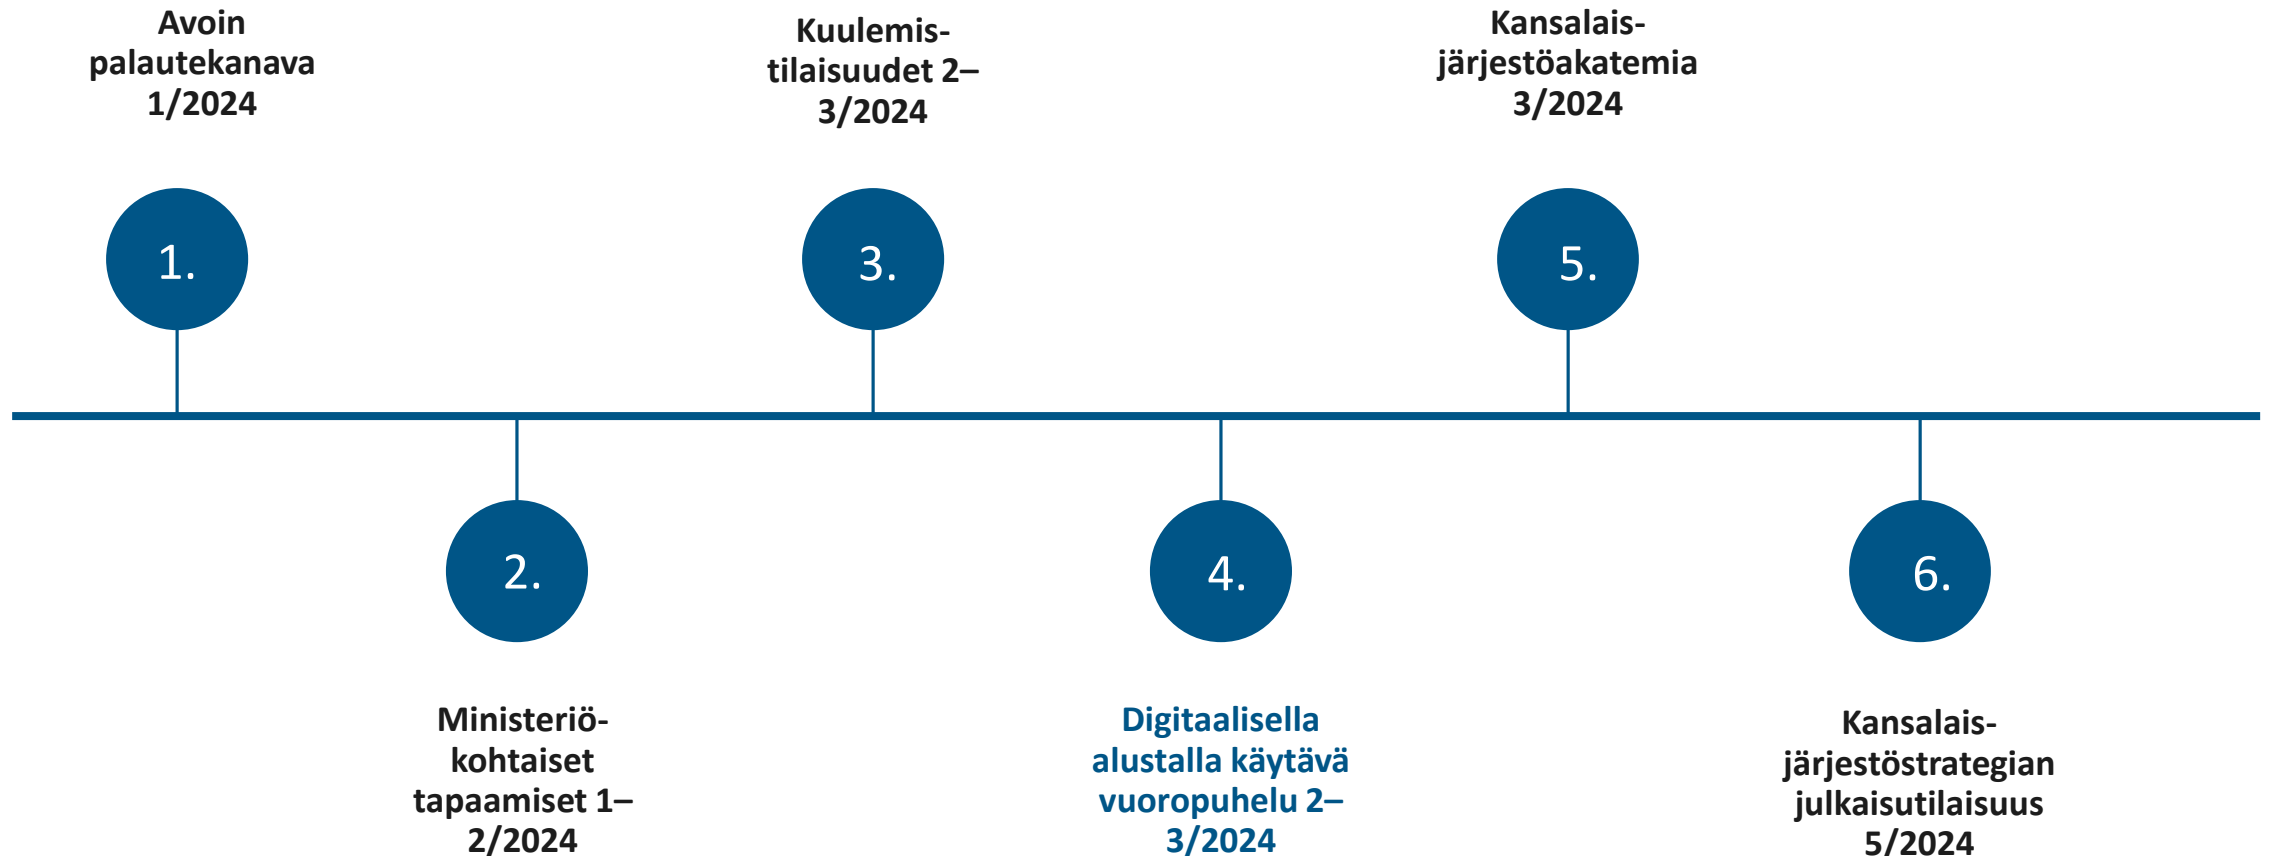 Avoin
palautekanava
1/2024
Kuulemis-
tilaisuudet 2–
3/2024
Kansalais-
järjestöakatemia
3/2024
1.
3.
5.
2.
4.
6.
Ministeriö-
kohtaiset
tapaamiset 1–
2/2024
Digitaalisella
alustalla käytävä
vuoropuhelu 2–
3/2024
Kansalais-
järjestöstrategian
julkaisutilaisuus
5/2024